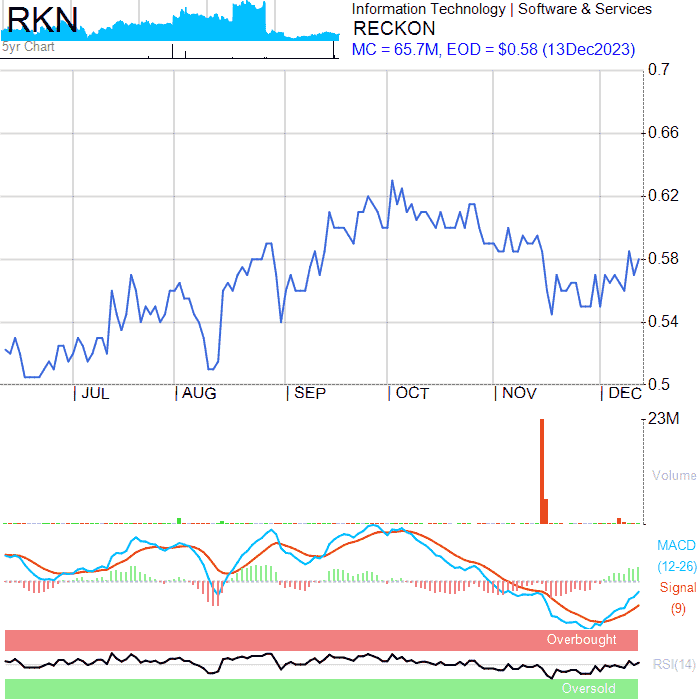 RKN
5yr Chart
Information Technology | Software & Services
RECKON
MC = 65.7M, EOD = $0.58 (13Dec2023)
0.7
0.66
0.62
0.58
0.54
0.5
| JUL | AUG | SEP | OCT | NOV | DEC
23M
Volume
MACD
(12-26)
Signal
(9)
Overbought
RSI(14)
Oversold